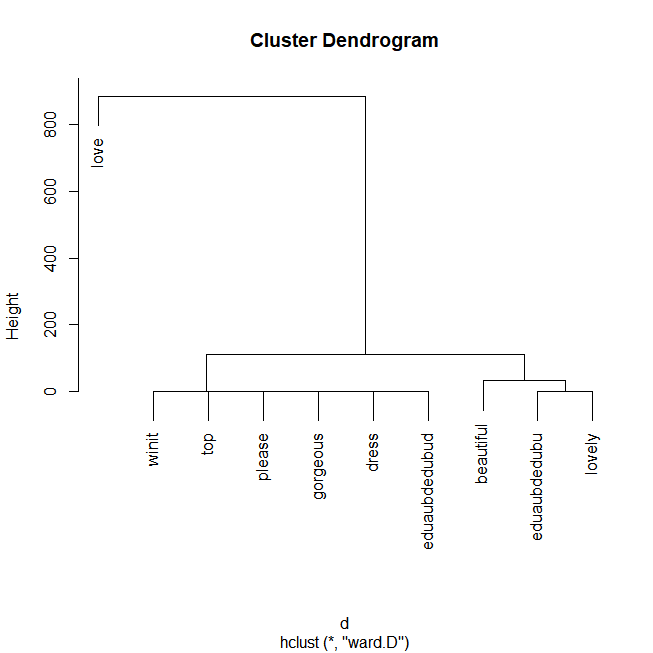 Cluster Dendrogram
Height
800
600
400
200
0
love
winit
top
please
gorgeous
dress
eduaubdedubud
beautiful
eduaubdedubu
lovely
d
hclust (*, "ward.D")